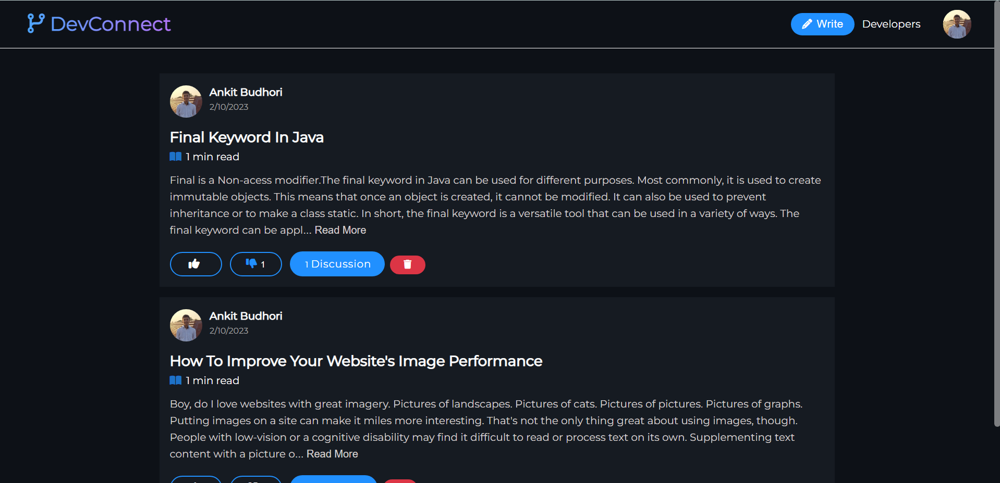 DevConnect
Write
Developers
Ankit Budhori
2/10/2023
Final Keyword In Java
1 min read
Final is a Non-acess modifier.The final keyword in Java can be used for different purposes. Most commonly, it is used to create
immutable objects. This means that once an object is created, it cannot be modified. It can also be used to prevent
inheritance or to make a class static. In short, the final keyword is a versatile tool that can be used in a variety of ways. The
final keyword can be appl... Read More
1
1 Discussion
Ankit Budhori
2/10/2023
How To Improve Your Website's Image Performance
1 min read
Boy, do I love websites with great imagery. Pictures of landscapes. Pictures of cats. Pictures of pictures. Pictures of graphs.
Putting images on a site can make it miles more interesting. That's not the only thing great about using images, though.
People with low-vision or a cognitive disability may find it difficult to read or process text on its own. Supplementing text
content with a picture o... Read More